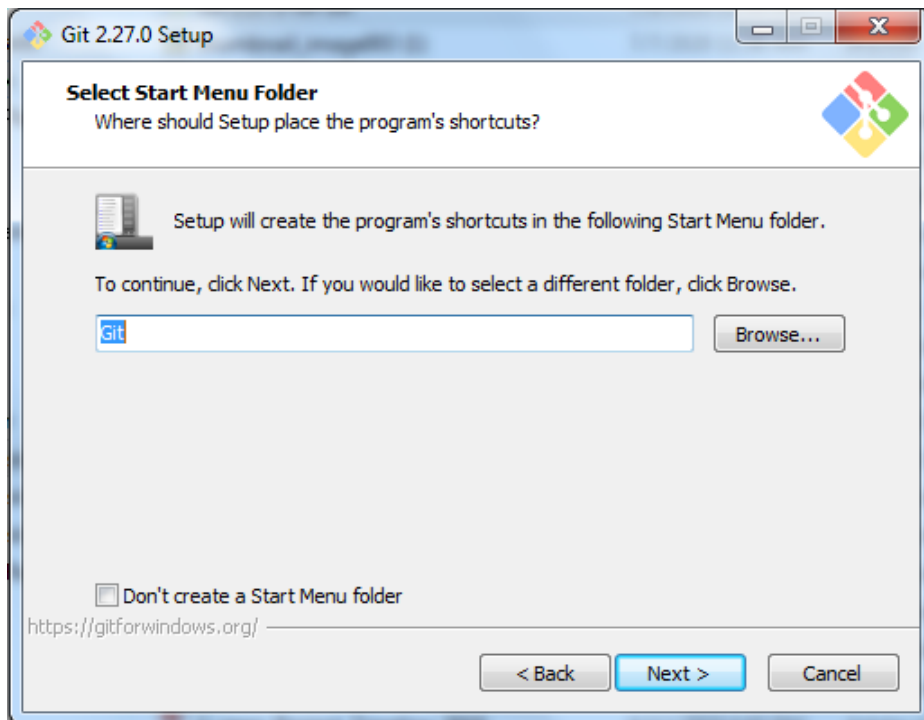 Git 2.27.0 Setup
Select Start Menu Folder
Where should Setup place the program's shortcuts?
Setup will create the program's shortcuts in the following Start Menu folder.
To continue, click Next. If you would like to select a different folder, click Browse.
Git
Browse...
Don't create a Start Menu folder
https://gitforwindows.org/
< Back
Next >
Cancel